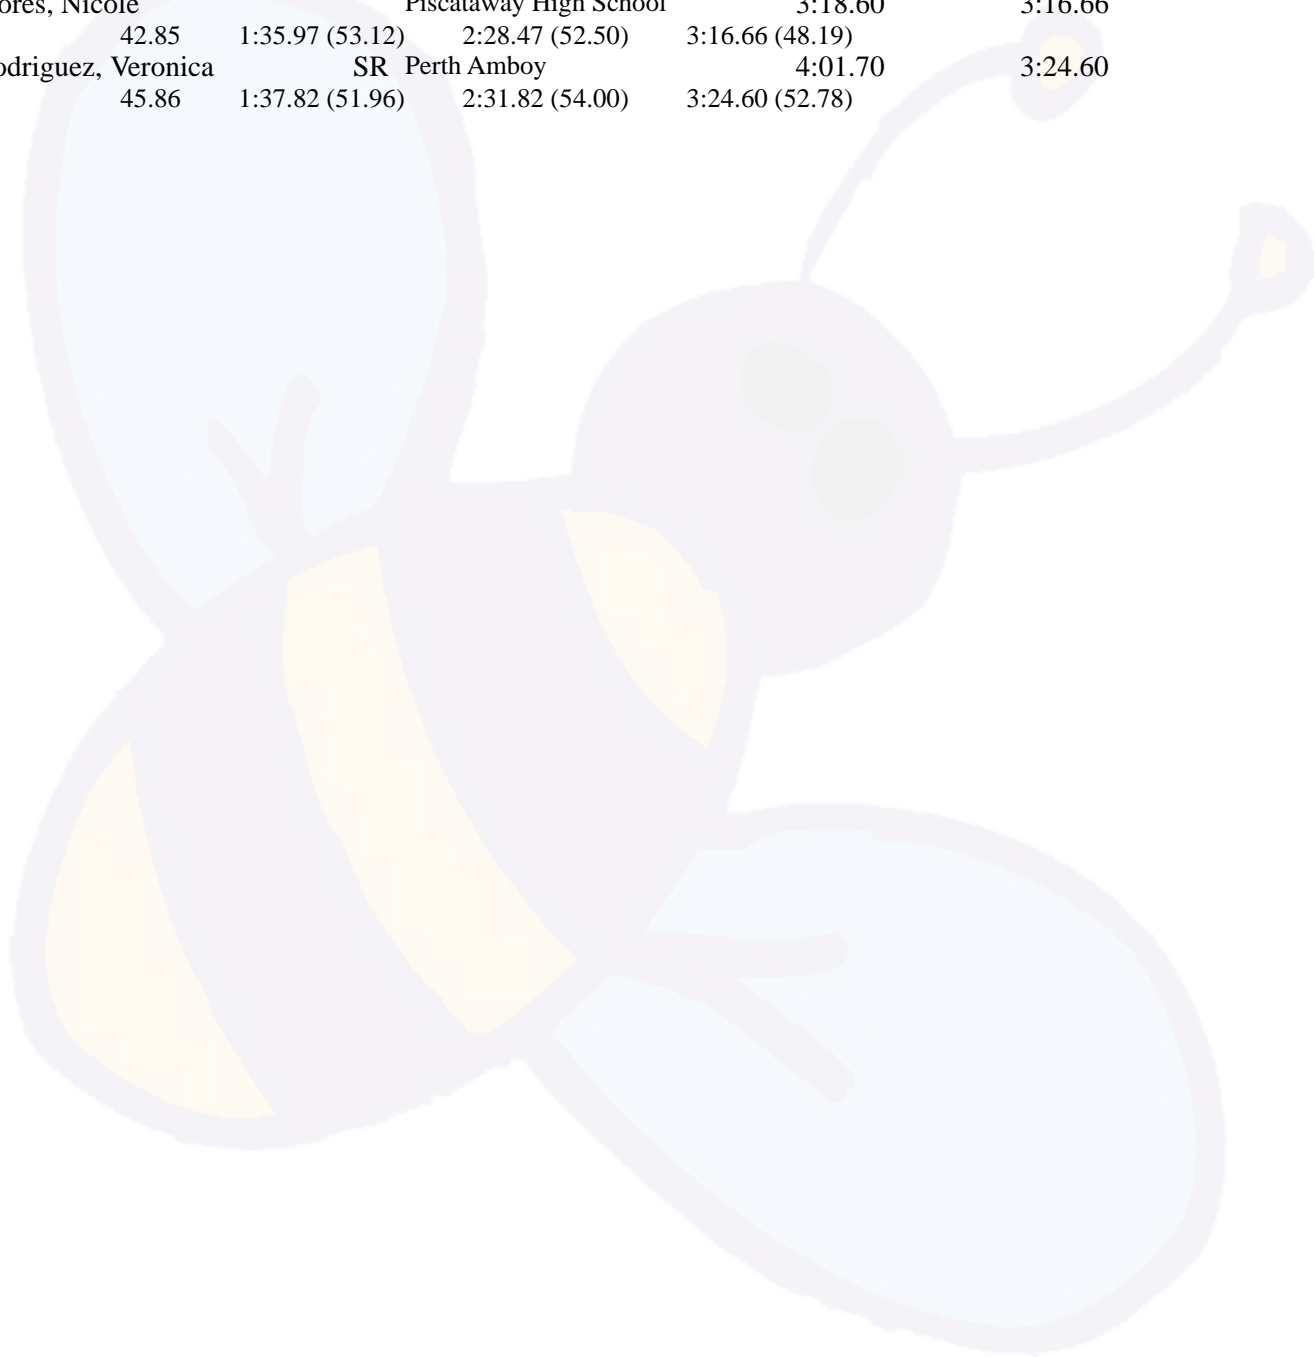 ores, Nicole Piscataway High School 3:18.60 3:16.66
42.85 1:35.97 (53.12) 2:28.47 (52.50) 3:16.66 (48.19)
odriguez, Veronica SR Perth Amboy 4:01.70 3:24.60
45.86 1:37.82 (51.96) 2:31.82 (54.00) 3:24.60 (52.78)